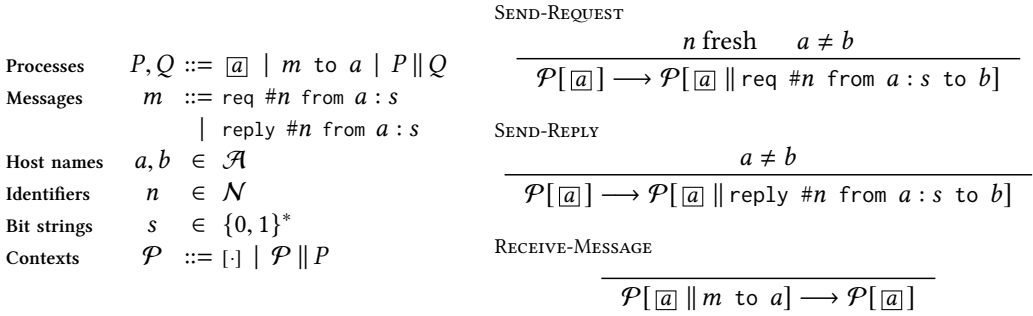 Processes P, Q ::= [a] | m to a | P ∥ Q
Messages m ::= req #n from a : s
| reply #n from a : s
Host names a, b ∈ 𝒜
Identifiers n ∈ 𝒩
Bit strings s ∈ {0, 1}*
Contexts 𝒫 ::= [·] | 𝒫 ∥ P
Send-Request
n fresh a ≠ b
𝒫[ [a] ] ⟶ 𝒫[ [a] ∥ req #n from a : s to b]
Send-Reply
a ≠ b
𝒫[ [a] ] ⟶ 𝒫[ [a] ∥ reply #n from a : s to b]
Receive-Message
𝒫[ [a] ∥ m to a] ⟶ 𝒫[ [a] ]